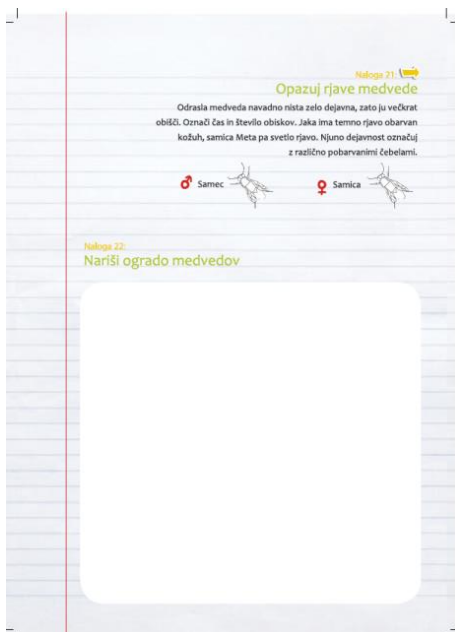 Naloga 21:
Opazuj rjave medvede
Odrasla medveda navadno nista zelo dejavna, zato ju večkrat
obišči. Označi čas in število obiskov. Jaka ima temno rjavo obarvan
kožuh, samica Meta pa svetlo rjavo. Njuno dejavnost označuj
z različno pobarvanimi čebelami.
♂ Samec ♀ Samica
Naloga 22:
Nariši ogrado medvedov